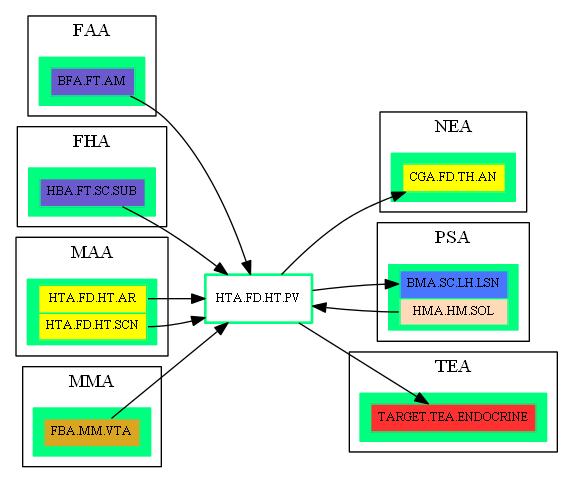 FAA
BFA.FT.AM
FHA
HBA.FT.SC.SUB
MAA
HTA.FD.HT.AR
HTA.FD.HT.SCN
MMA
FBA.MM.VTA
HTA.FD.HT.PV
NEA
CGA.FD.TH.AN
PSA
BMA.SC.LH.LSN
HMA.HM.SOL
TEA
TARGET.TEA.ENDOCRINE